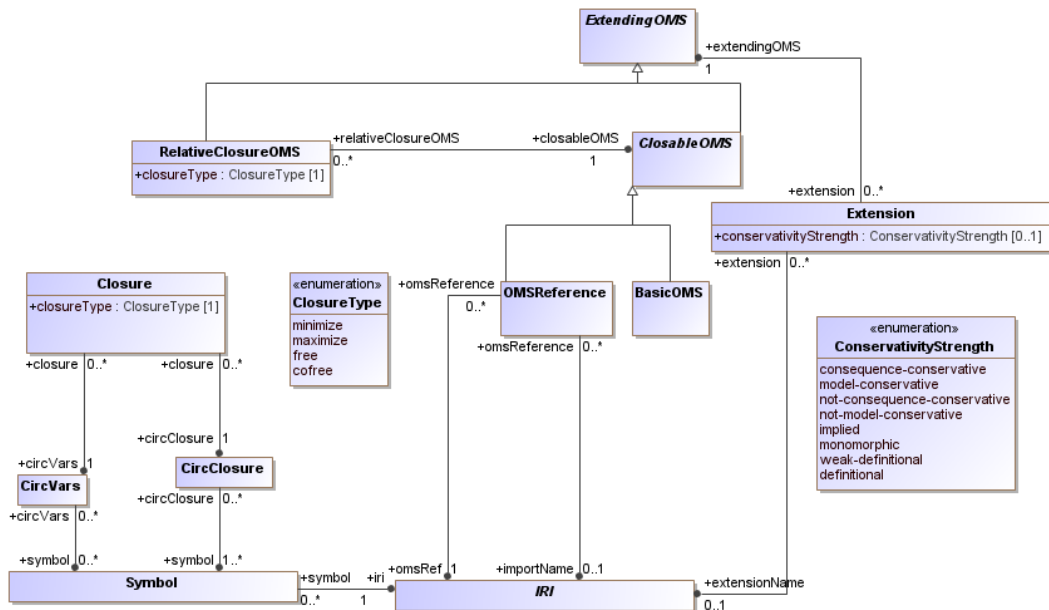 ExtendingOMS
+extendingOMS
1
+relativeClosureOMS
0..*
+closableOMS
1
ClosableOMS
RelativeClosureOMS
+closureType : ClosureType [1]
+extension
0..*
Extension
+conservativityStrength : ConservativityStrength [0..1]
+extension
0..*
Closure
+closureType : ClosureType [1]
«enumeration»
ClosureType
minimize
maximize
free
cofree
+omsReference
0..*
OMSReference
BasicOMS
+omsReference
0..*
«enumeration»
ConservativityStrength
consequence-conservative
model-conservative
not-consequence-conservative
not-model-conservative
implied
monomorphic
weak-definitional
definitional
+closure
0..*
+closure
0..*
+circVars
1
+circClosure
1
CircVars
CircClosure
+circVars
0..*
+circClosure
0..*
+symbol
0..*
+symbol
1..*
Symbol
+symbol
0..*
+iri
1
+omsRef
1
+importName
0..1
IRI
+extensionName
0..1